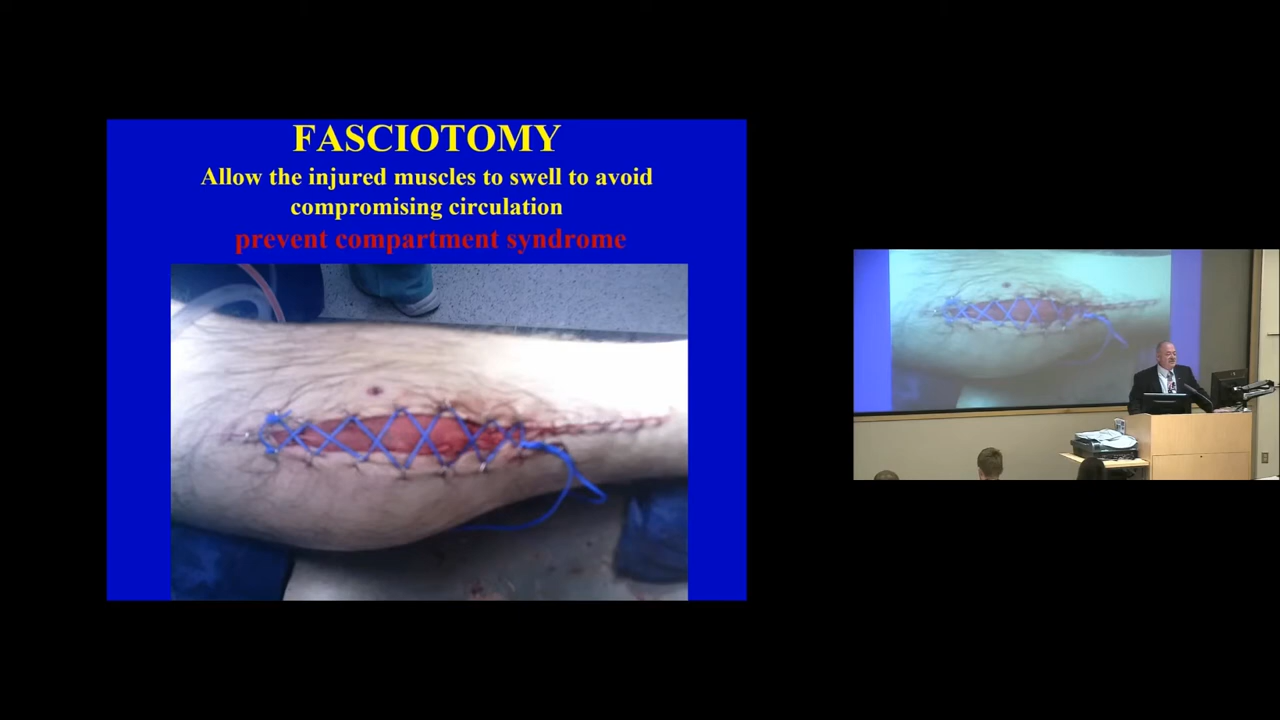 FASCIOTOMY
Allow the injured muscles to swell to avoid
compromising circulation
prevent compartment syndrome